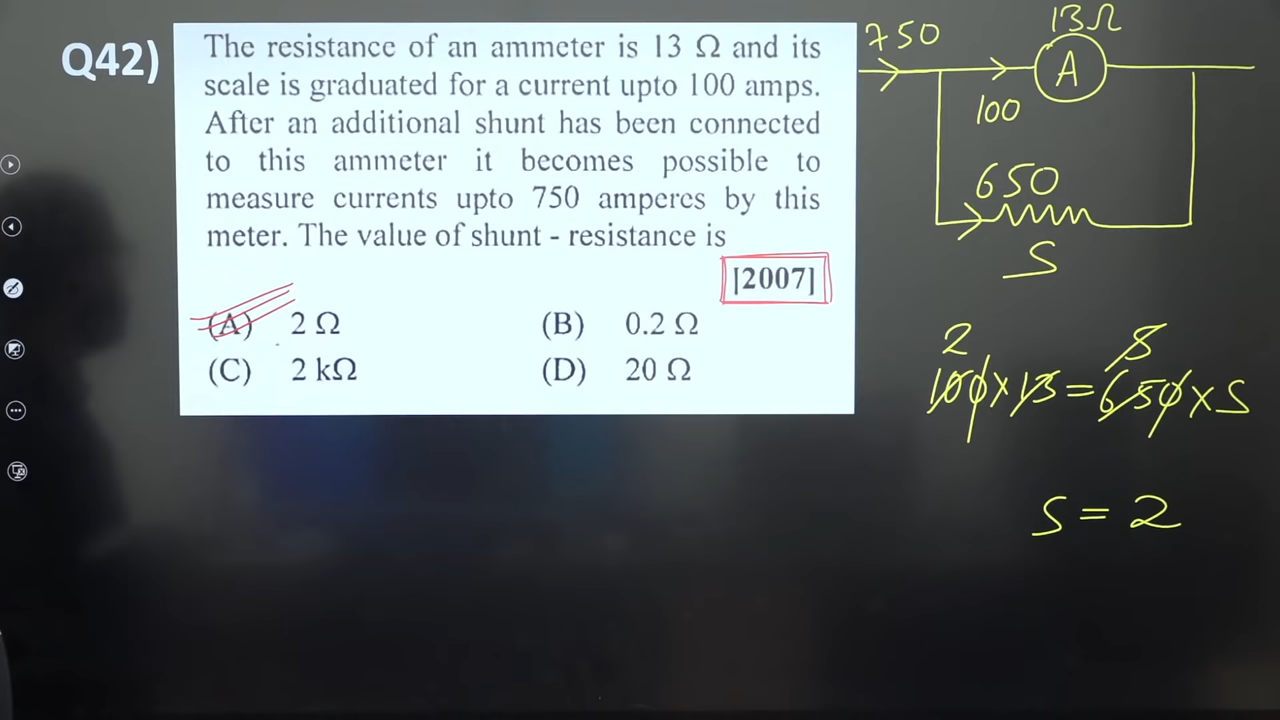 Q42)
The resistance of an ammeter is 13 Ω and its
scale is graduated for a current upto 100 amps.
After an additional shunt has been connected
to this ammeter it becomes possible to
measure currents upto 750 amperes by this
meter. The value of shunt - resistance is
[2007]
(A) 2 Ω (B) 0.2 Ω
(C) 2 kΩ (D) 20 Ω
750
13Ω
A
100
650
S
2
100×13=650×S
S=2